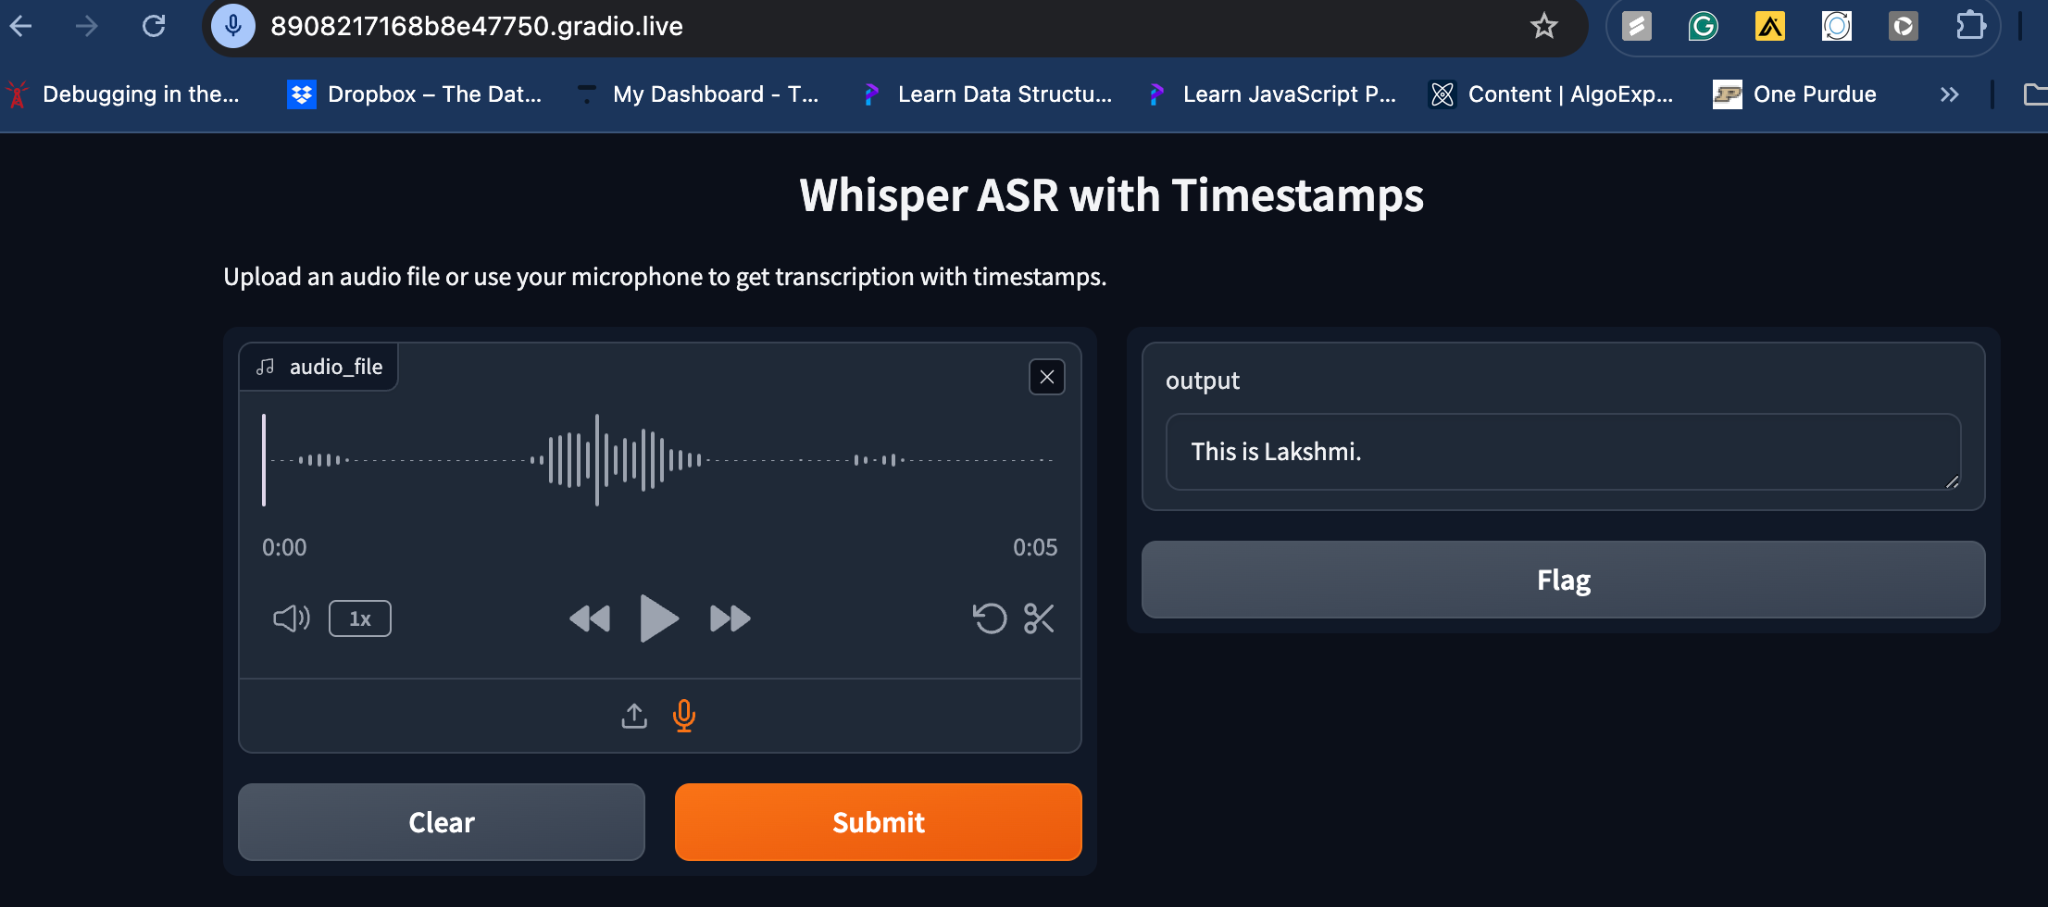 8908217168b8e47750.gradio.live
Debugging in the... Dropbox – The Dat... My Dashboard - T... Learn Data Structu... Learn JavaScript P... Content | AlgoExp... One Purdue »
Whisper ASR with Timestamps
Upload an audio file or use your microphone to get transcription with timestamps.
audio_file
0:00 0:05
1x
Clear Submit
output
This is Lakshmi.
Flag